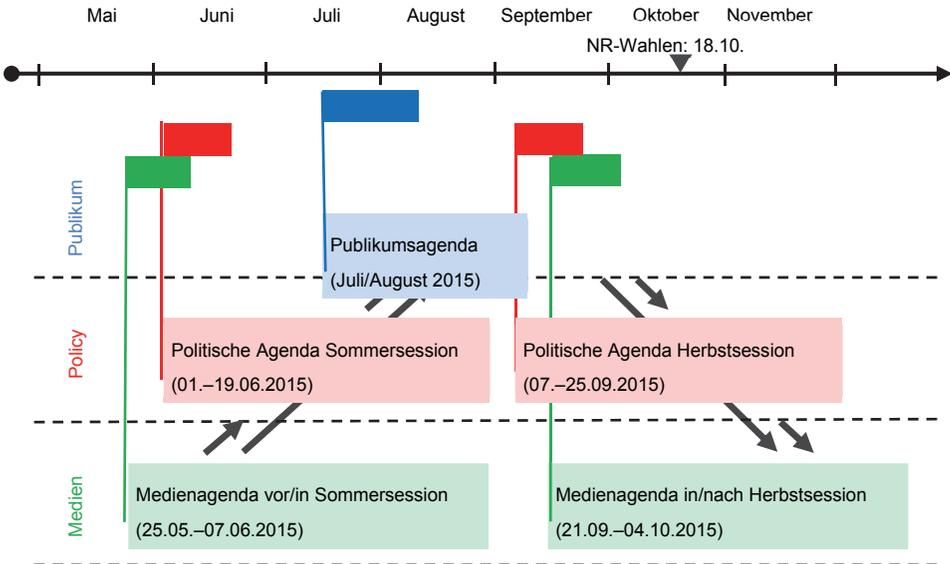 Mai Juni Juli August September Oktober November
NR-Wahlen: 18.10.
Publikum
Publikumsagenda
(Juli/August 2015)
Policy
Politische Agenda Sommersession
(01.–19.06.2015)
Politische Agenda Herbstsession
(07.–25.09.2015)
Medien
Medienagenda vor/in Sommersession
(25.05.–07.06.2015)
Medienagenda in/nach Herbstsession
(21.09.–04.10.2015)